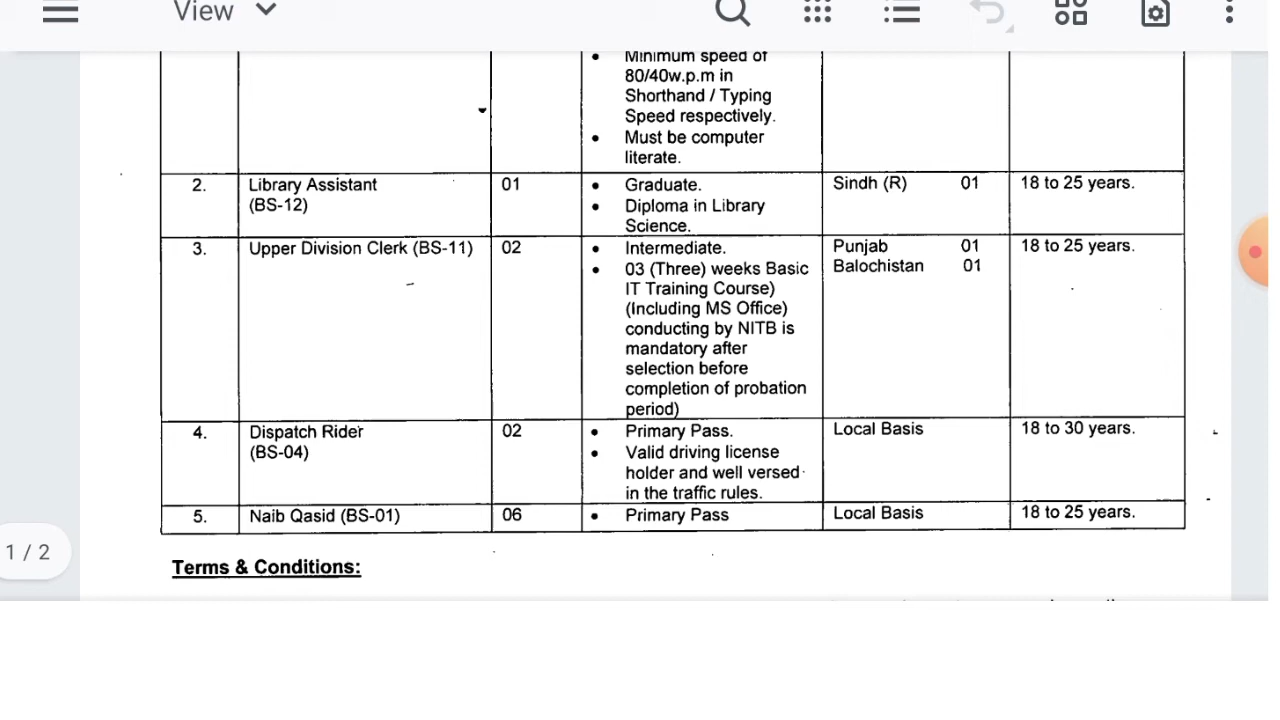 View
Minimum speed of
80/40w.p.m in
Shorthand / Typing
Speed respectively.
Must be computer
literate.
2. Library Assistant 01 • Graduate. Sindh (R) 01 18 to 25 years.
(BS-12) • Diploma in Library
Science.
3. Upper Division Clerk (BS-11) 02 • Intermediate. Punjab 01 18 to 25 years.
• 03 (Three) weeks Basic Balochistan 01
IT Training Course)
(Including MS Office)
conducting by NITB is
mandatory after
selection before
completion of probation
period)
4. Dispatch Rider 02 • Primary Pass. Local Basis 18 to 30 years.
(BS-04) • Valid driving license
holder and well versed
in the traffic rules.
5. Naib Qasid (BS-01) 06 • Primary Pass Local Basis 18 to 25 years.
1 / 2
Terms & Conditions: